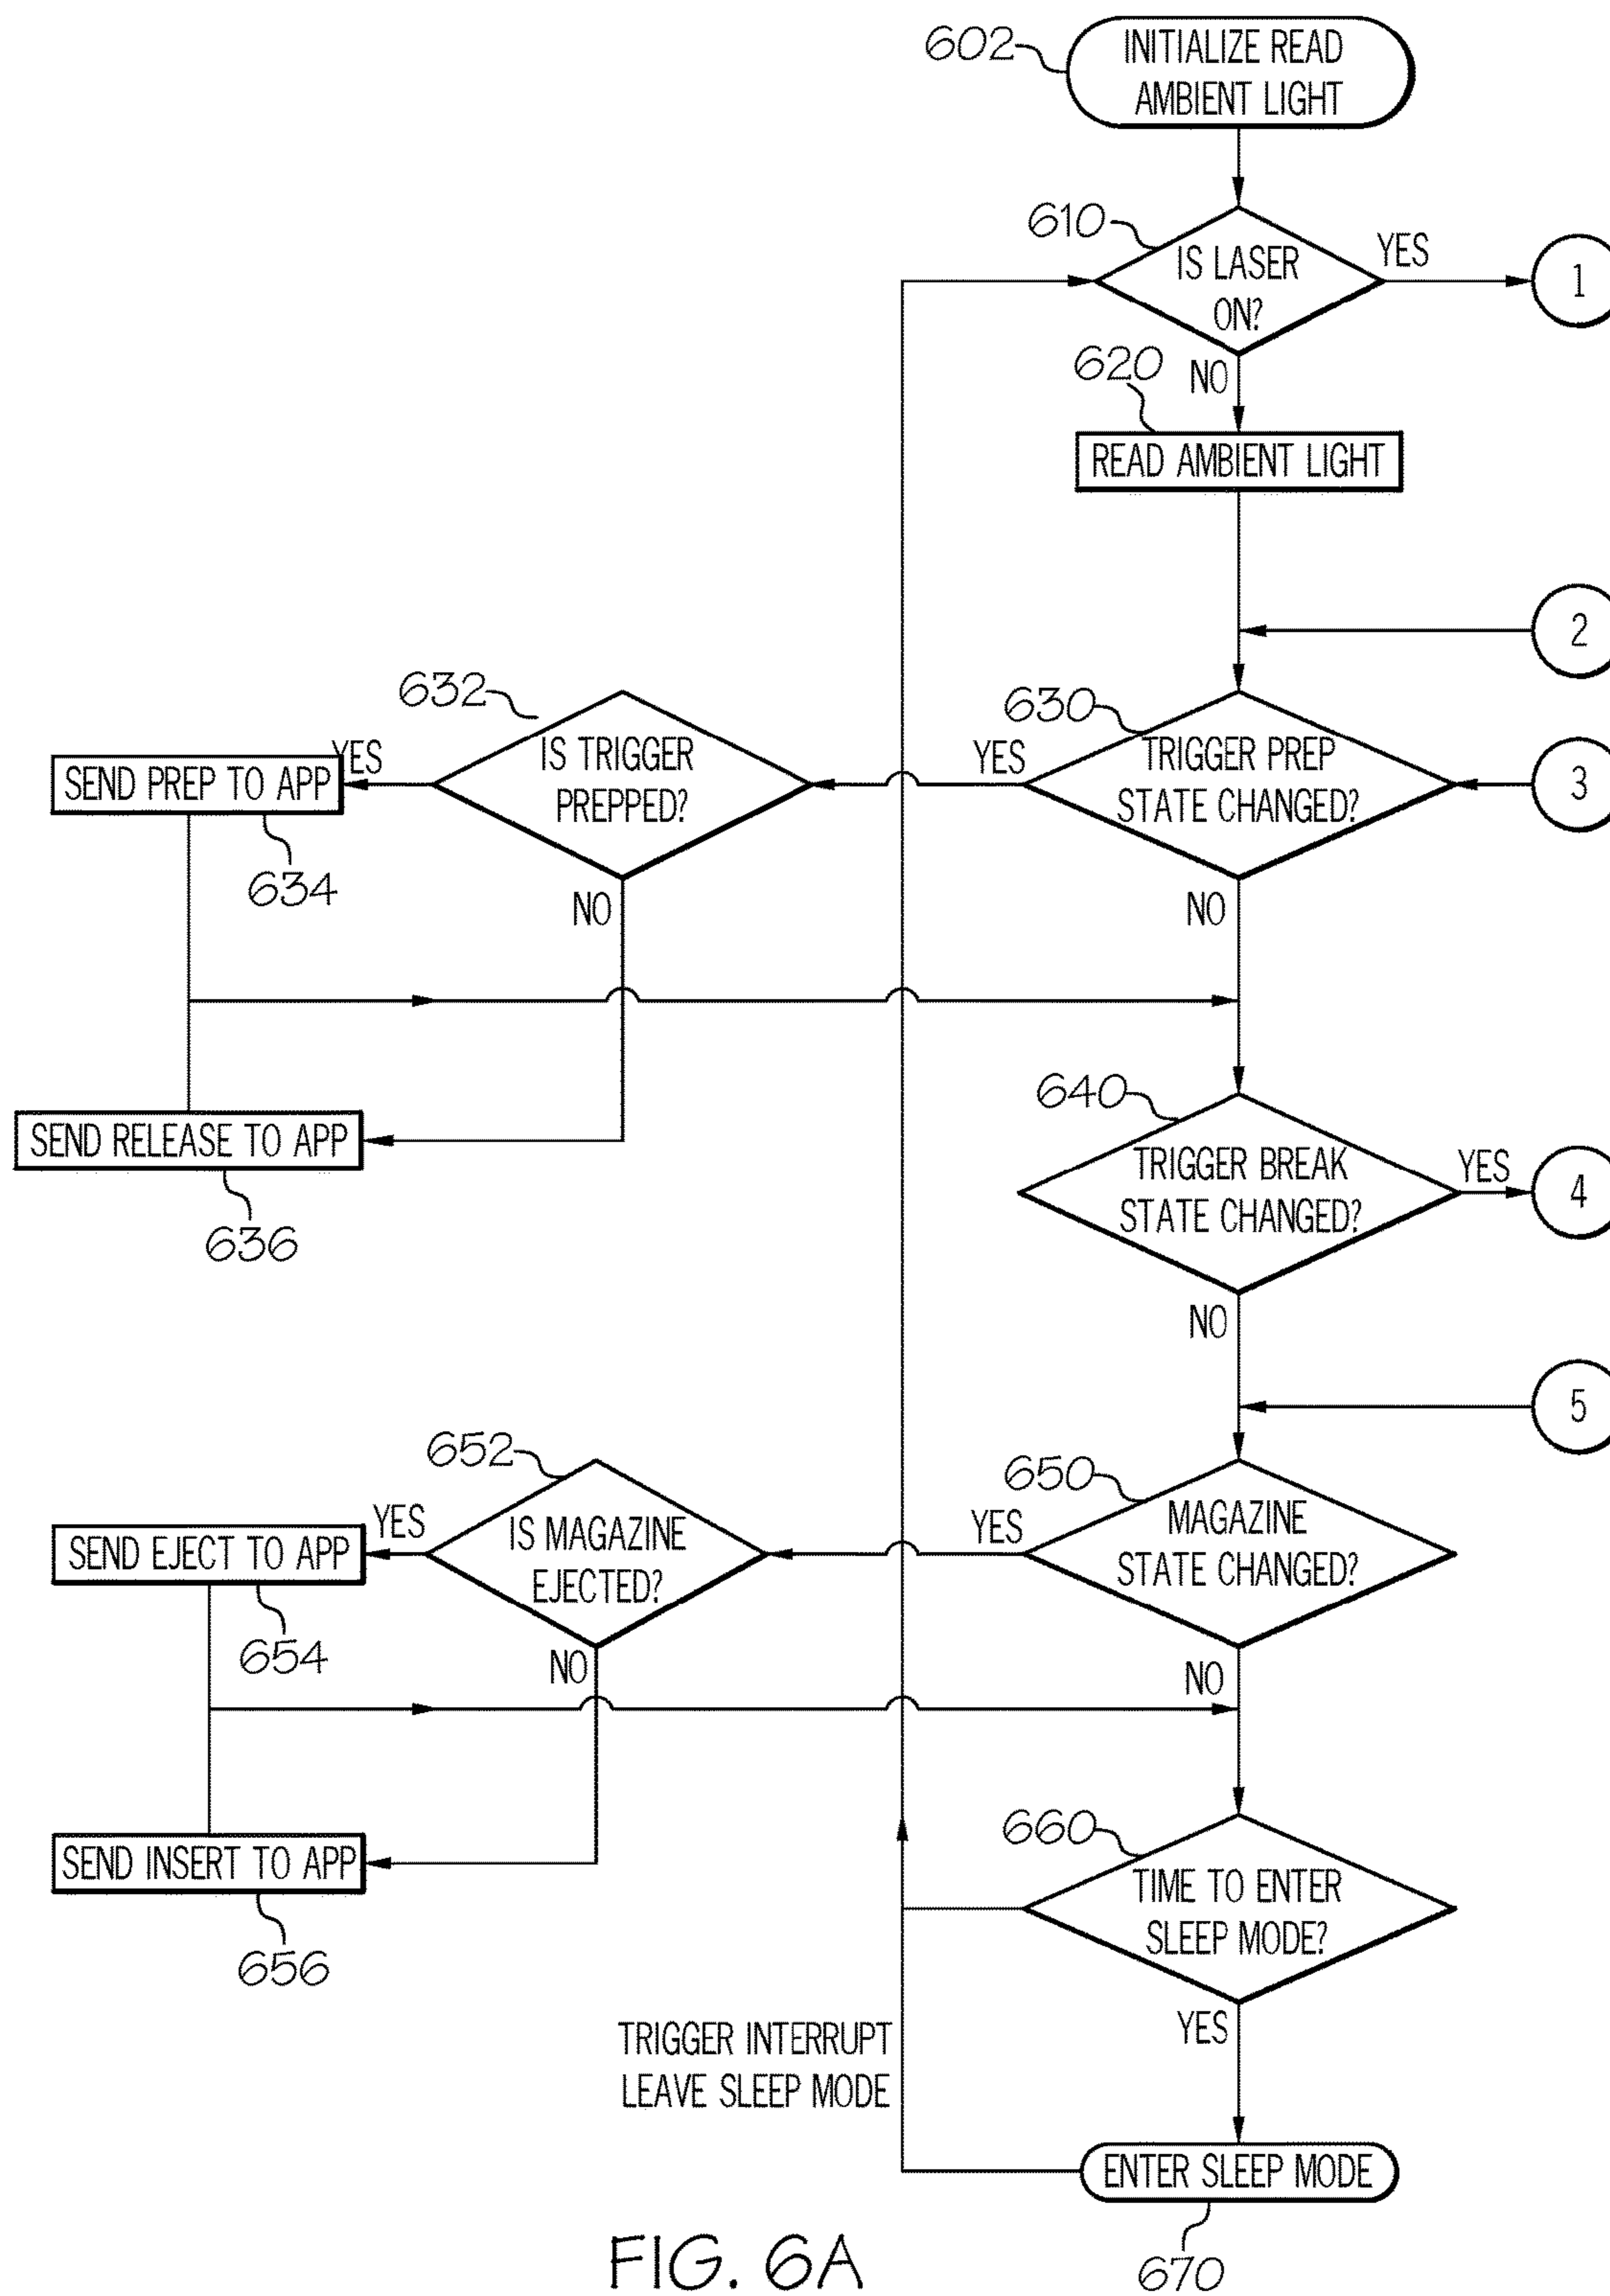 602
INITIALIZE READ
AMBIENT LIGHT
610
IS LASER
ON?
YES
1
NO
620
READ AMBIENT LIGHT
2
632
IS TRIGGER
PREPPED?
YES
NO
630
TRIGGER PREP
STATE CHANGED?
YES
NO
3
SEND PREP TO APP
634
SEND RELEASE TO APP
636
640
TRIGGER BREAK
STATE CHANGED?
YES
4
NO
5
652
IS MAGAZINE
EJECTED?
YES
NO
650
MAGAZINE
STATE CHANGED?
YES
NO
SEND EJECT TO APP
654
SEND INSERT TO APP
656
660
TIME TO ENTER
SLEEP MODE?
YES
TRIGGER INTERRUPT
LEAVE SLEEP MODE
ENTER SLEEP MODE
670
FIG. 6A